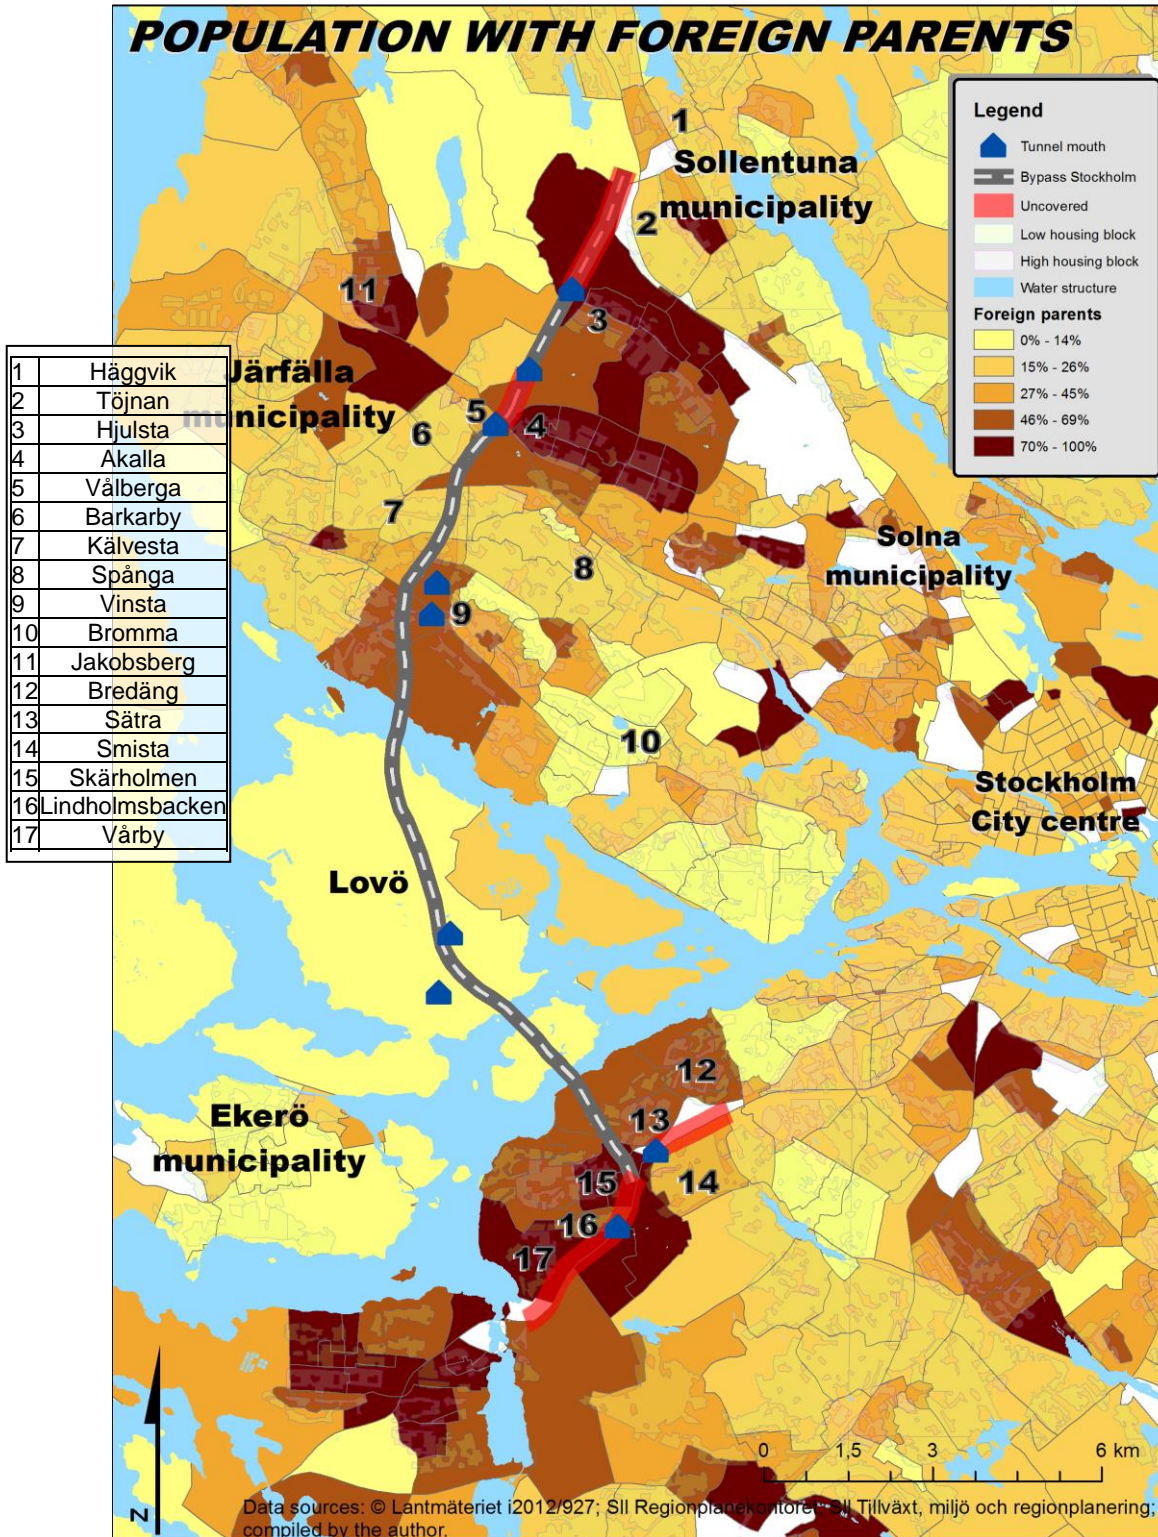 POPULATION WITH FOREIGN PARENTS
Legend
Tunnel mouth
Bypass Stockholm
Uncovered
Low housing block
High housing block
Water structure
Foreign parents
0% - 14%
15% - 26%
27% - 45%
46% - 69%
70% - 100%
1
Sollentuna
municipality
2
11
3
Järfälla
municipality
5
4
6
7
8
Solna
municipality
9
10
Stockholm
City centre
Lovö
12
Ekerö
municipality
13
15
14
16
17
1 Häggvik
2 Töjnan
3 Hjulsta
4 Akalla
5 Vålberga
6 Barkarby
7 Kälvesta
8 Spånga
9 Vinsta
10 Bromma
11 Jakobsberg
12 Bredäng
13 Sätra
14 Smista
15 Skärholmen
16 Lindholmsbacken
17 Vårby
0 1,5 3 6 km
N
Data sources: © Lantmäteriet i2012/927; Sll Regionplanekontoret; Sll Tillväxt, miljö och regionplanering;
compiled by the author.